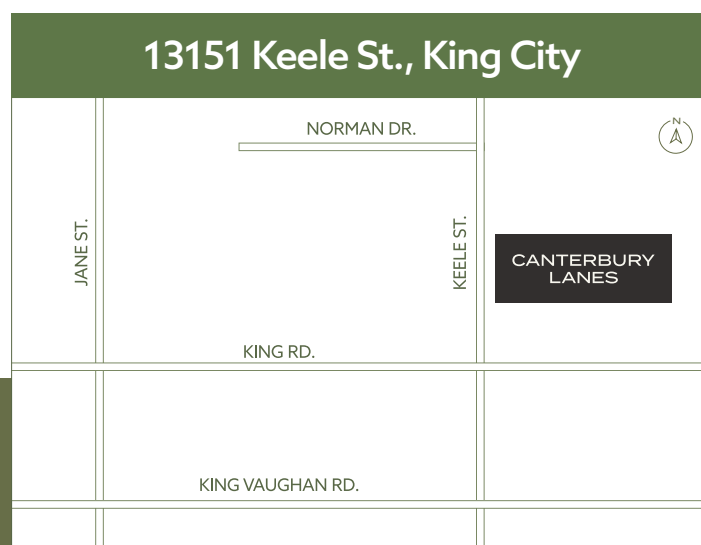 13151 Keele St., King City
N
NORMAN DR.
JANE ST.
KEELE ST.
CANTERBURY
LANES
KING RD.
KING VAUGHAN RD.